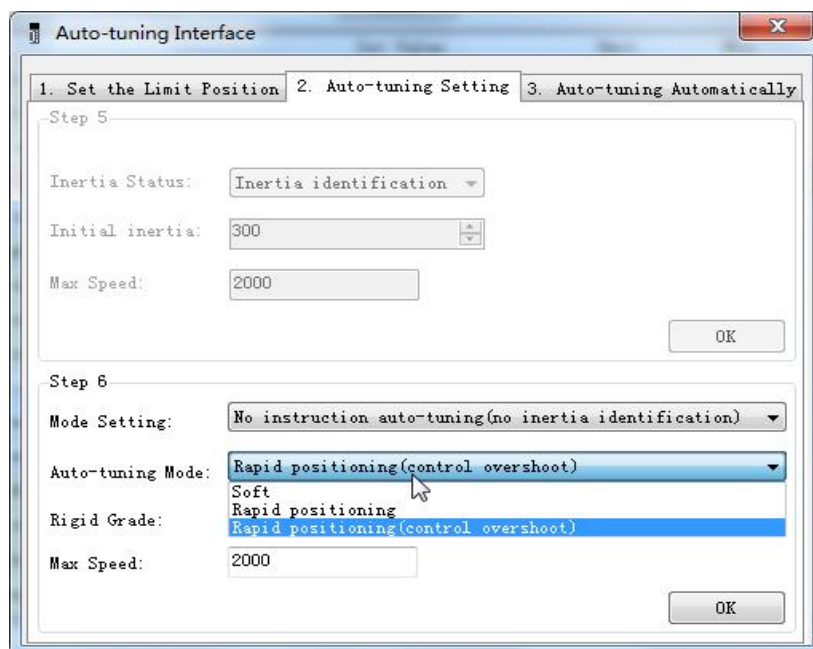 Auto-tuning Interface
1. Set the Limit Position
2. Auto-tuning Setting
3. Auto-tuning Automatically
Step 5
Inertia Status:
Inertia identification
Initial inertia:
300
Max Speed:
2000
OK
Step 6
Mode Setting:
No instruction auto-tuning(no inertia identification)
Auto-tuning Mode:
Rapid positioning(control overshoot)
Soft
Rapid positioning
Rapid positioning(control overshoot)
Rigid Grade:
Max Speed:
2000
OK